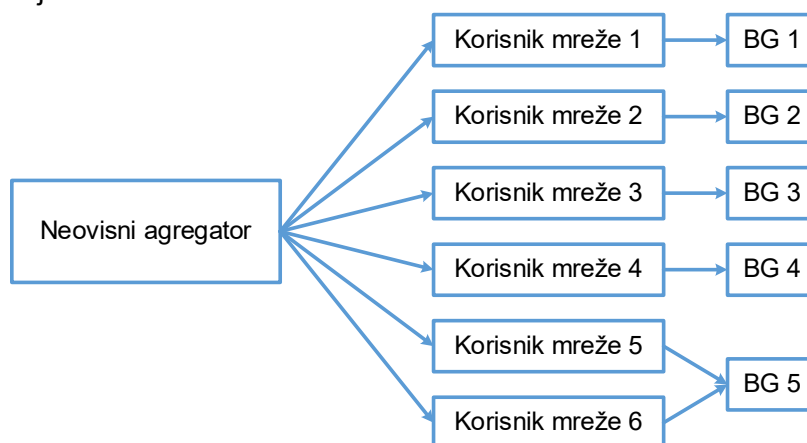 Korisnik mreže 1
BG 1
Korisnik mreže 2
BG 2
Korisnik mreže 3
BG 3
Neovisni agregator
Korisnik mreže 4
BG 4
Korisnik mreže 5
BG 5
Korisnik mreže 6